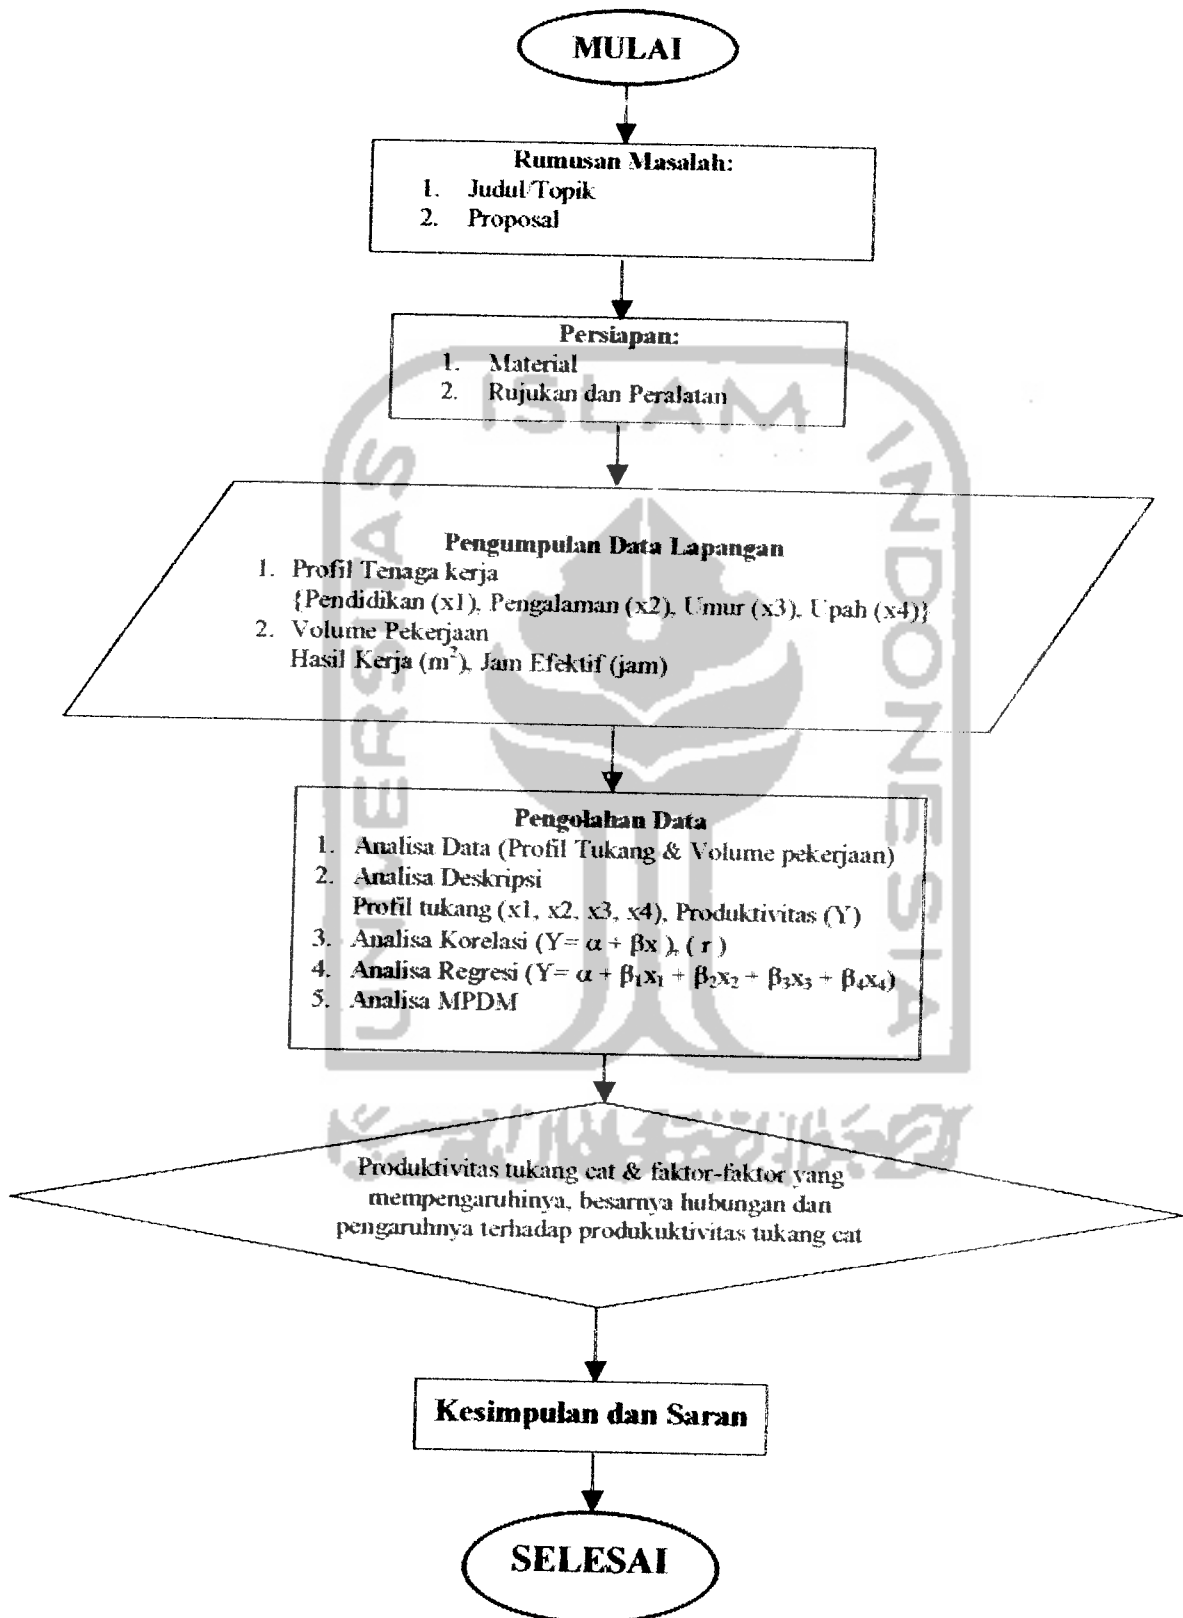 MULAI
Rumusan Masalah:
1. Judul/Topik
2. Proposal
Persiapan:
1. Material
2. Rujukan dan Peralatan
UNIVERSITAS ISLAM INDONESIA
Pengumpulan Data Lapangan
1. Profil Tenaga kerja
{Pendidikan (x1), Pengalaman (x2), Umur (x3), Upah (x4)}
2. Volume Pekerjaan
Hasil Kerja (m²), Jam Efektif (jam)
Pengolahan Data
1. Analisa Data (Profil Tukang & Volume pekerjaan)
2. Analisa Deskripsi
Profil tukang (x1, x2, x3, x4), Produktivitas (Y)
3. Analisa Korelasi (Y= α + βx ), ( r )
4. Analisa Regresi (Y= α + β₁x₁ + β₂x₂ + β₃x₃ + β₄x₄)
5. Analisa MPDM
Produktivitas tukang cat & faktor-faktor yang
mempengaruhinya, besarnya hubungan dan
pengaruhnya terhadap produkuktivitas tukang cat
Kesimpulan dan Saran
SELESAI